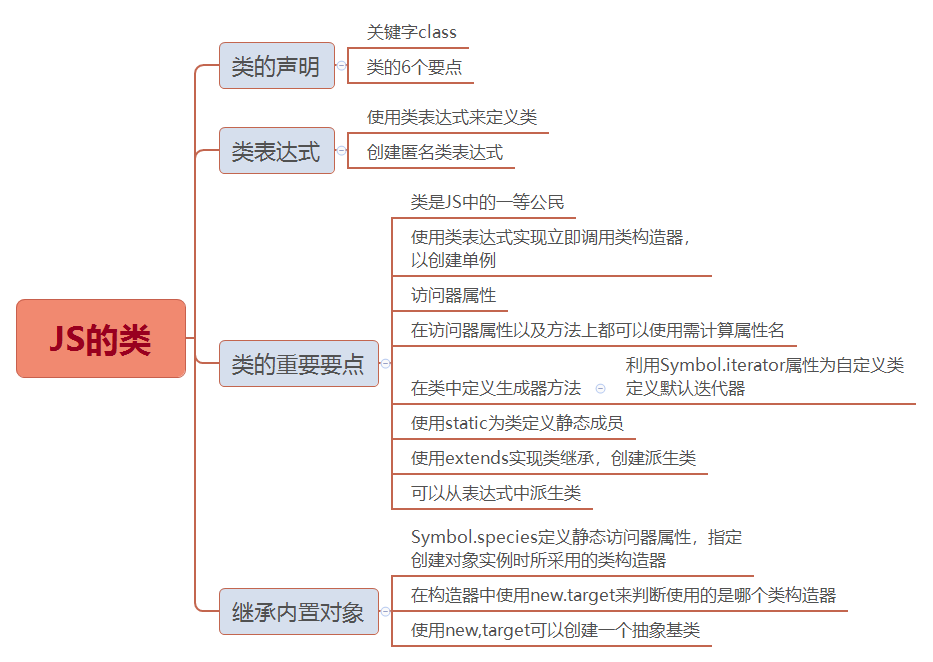 JS的类
类的声明
关键字class
类的6个要点
类表达式
使用类表达式来定义类
创建匿名类表达式
类的重要要点
类是JS中的一等公民
使用类表达式实现立即调用类构造器，
以创建单例
访问器属性
在访问器属性以及方法上都可以使用需计算属性名
在类中定义生成器方法
利用Symbol.iterator属性为自定义类
定义默认迭代器
使用static为类定义静态成员
使用extends实现类继承，创建派生类
可以从表达式中派生类
继承内置对象
Symbol.species定义静态访问器属性，指定
创建对象实例时所采用的类构造器
在构造器中使用new.target来判断使用的是哪个类构造器
使用new,target可以创建一个抽象基类